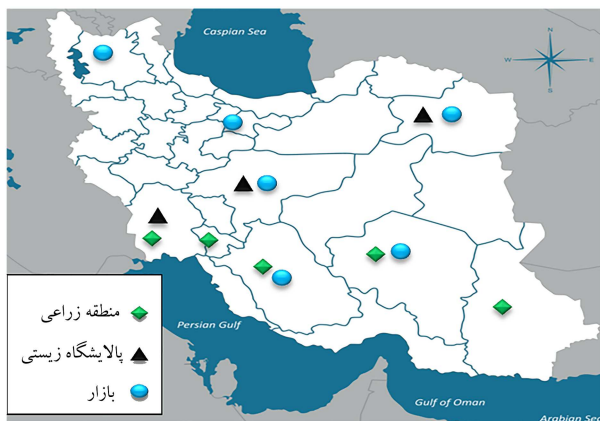 Caspian Sea
N
W
E
S
منطقه زراعی
پالایشگاه زیستی
بازار
Persian Gulf
Gulf of Oman
Arabian Sea